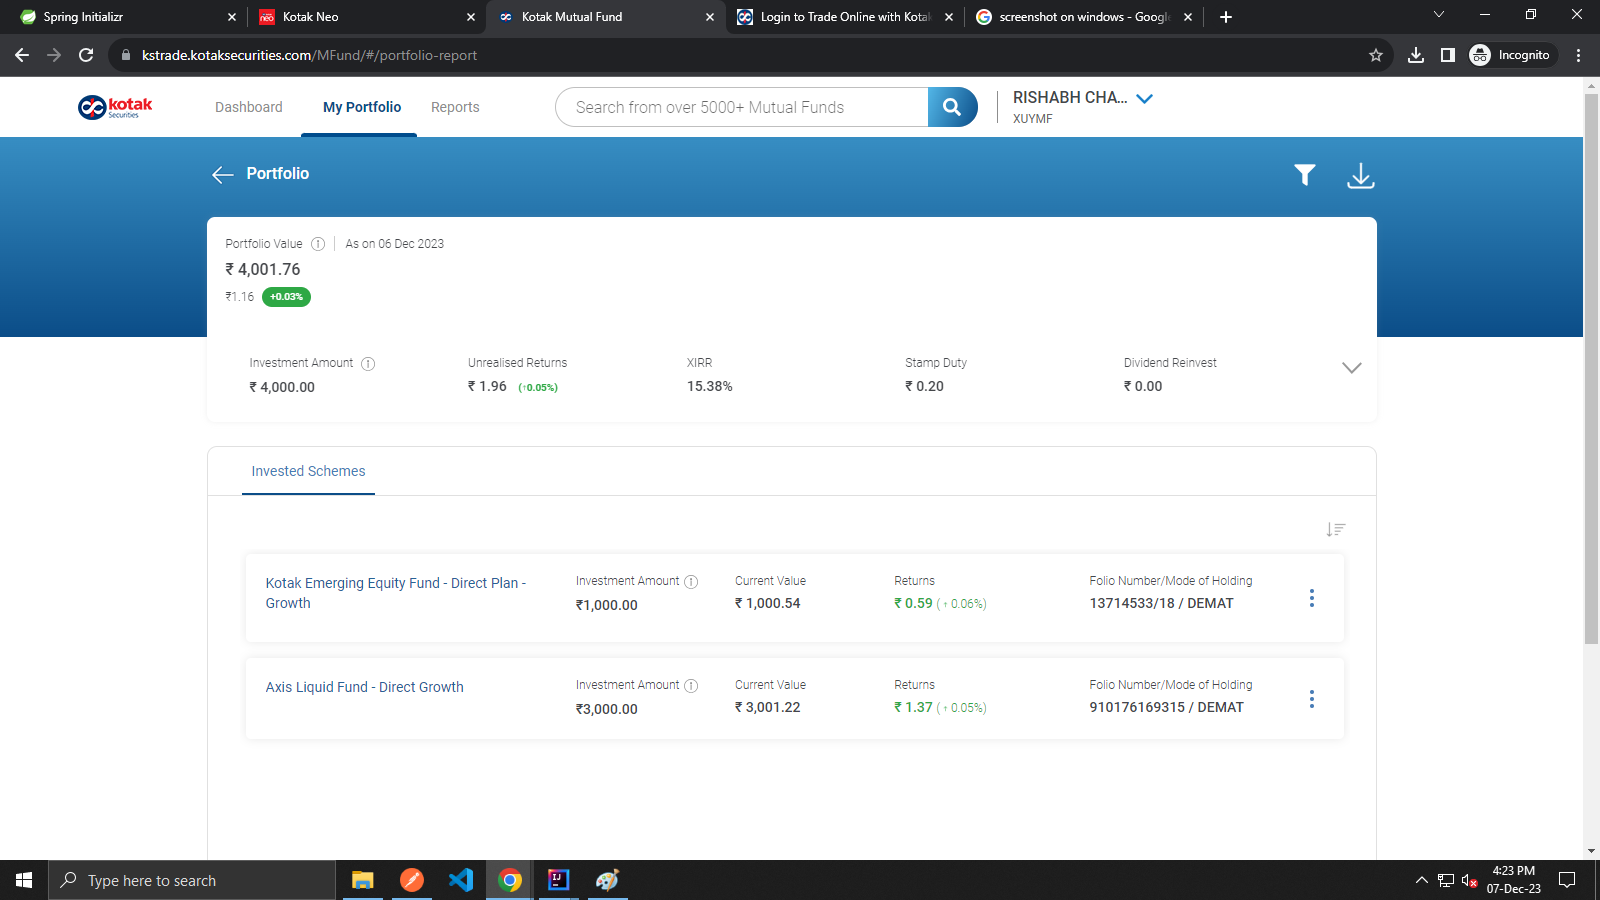 Spring Initializr
Kotak Neo
Kotak Mutual Fund
Login to Trade Online with Kotak
screenshot on windows - Google
kstrade.kotaksecurities.com/MFund/#/portfolio-report
Incognito
kotak
Securities
Dashboard
My Portfolio
Reports
Search from over 5000+ Mutual Funds
RISHABH CHA...
XUYMF
Portfolio
Portfolio Value
As on 06 Dec 2023
₹ 4,001.76
₹1.16 +0.03%
Investment Amount
Unrealised Returns
XIRR
Stamp Duty
Dividend Reinvest
₹ 4,000.00
₹ 1.96 (↑0.05%)
15.38%
₹ 0.20
₹ 0.00
Invested Schemes
Kotak Emerging Equity Fund - Direct Plan -
Growth
Investment Amount
₹1,000.00
Current Value
₹ 1,000.54
Returns
₹ 0.59 ( ↑ 0.06%)
Folio Number/Mode of Holding
13714533/18 / DEMAT
Axis Liquid Fund - Direct Growth
Investment Amount
₹3,000.00
Current Value
₹ 3,001.22
Returns
₹ 1.37 ( ↑ 0.05%)
Folio Number/Mode of Holding
910176169315 / DEMAT
Type here to search
4:23 PM
07-Dec-23